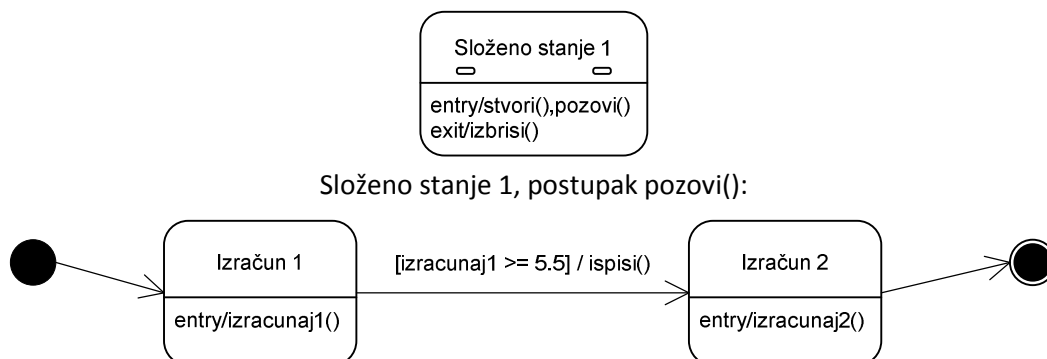 Složeno stanje 1
entry/stvori(),pozovi()
exit/izbrisi()
Složeno stanje 1, postupak pozovi():
Izračun 1
[izracunaj1 >= 5.5] / ispisi()
Izračun 2
entry/izracunaj1()
entry/izracunaj2()